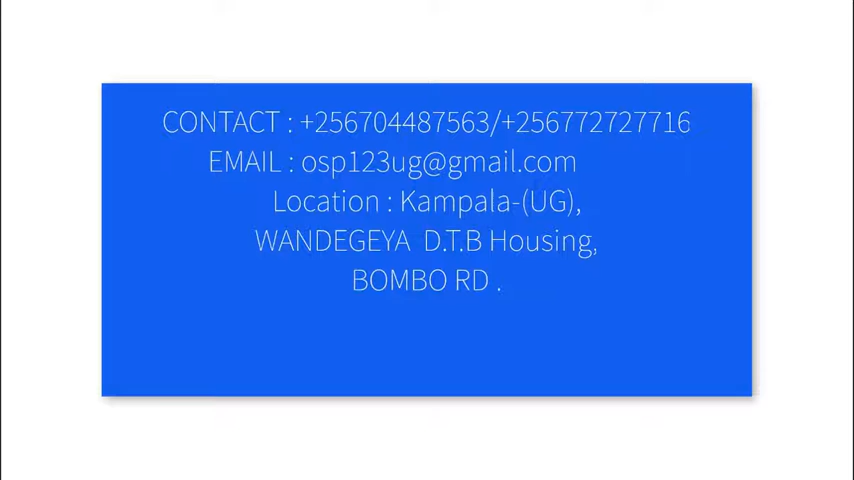 CONTACT : +256704487563/+256772727716
EMAIL : osp123ug@gmail.com
Location : Kampala-(UG),
WANDEGEYA D.T.B Housing,
BOMBO RD .